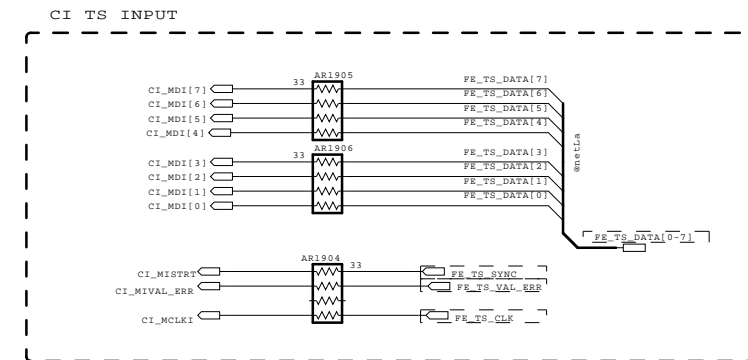 CI TS INPUT
AR1905
33
CI_MDI[7]
FE_TS_DATA[7]
CI_MDI[6]
FE_TS_DATA[6]
CI_MDI[5]
FE_TS_DATA[5]
CI_MDI[4]
FE_TS_DATA[4]
AR1906
33
CI_MDI[3]
FE_TS_DATA[3]
CI_MDI[2]
FE_TS_DATA[2]
CI_MDI[1]
FE_TS_DATA[1]
CI_MDI[0]
FE_TS_DATA[0]
@netLa
FE_TS_DATA[0-7]
AR1904
33
CI_MISTRT
FE_TS_SYNC
CI_MIVAL_ERR
FE_TS_VAL_ERR
CI_MCLKI
FE_TS_CLK